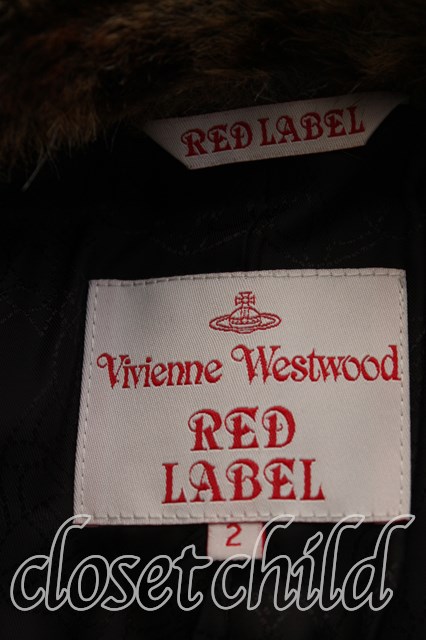 RED LABEL
Vivienne Westwood
RED
LABEL
2
closet child